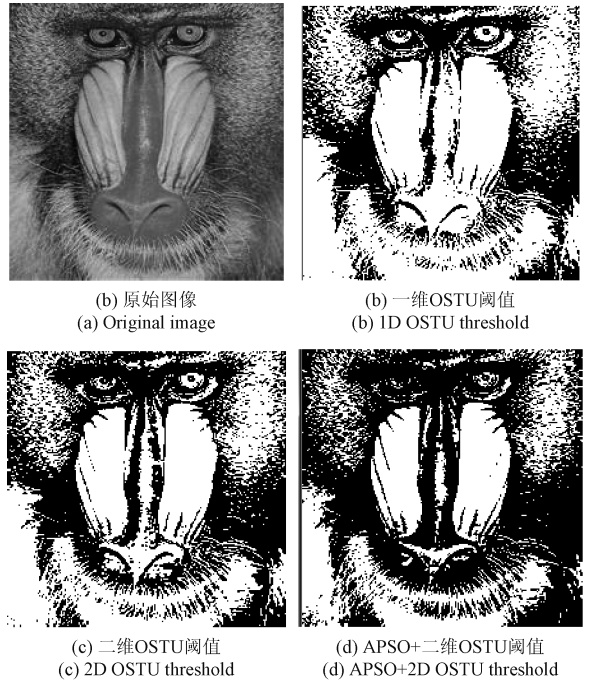 (b) 原始图像
(a) Original image
(b) 一维OSTU阈值
(b) 1D OSTU threshold
(c) 二维OSTU阈值
(c) 2D OSTU threshold
(d) APSO+二维OSTU阈值
(d) APSO+2D OSTU threshold